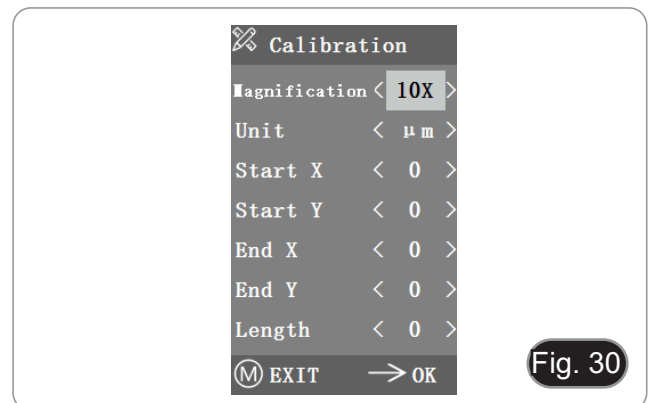 Calibration
Magnification < 10X >
Unit < μm >
Start X < 0 >
Start Y < 0 >
End X < 0 >
End Y < 0 >
Length < 0 >
M EXIT → OK
Fig. 30